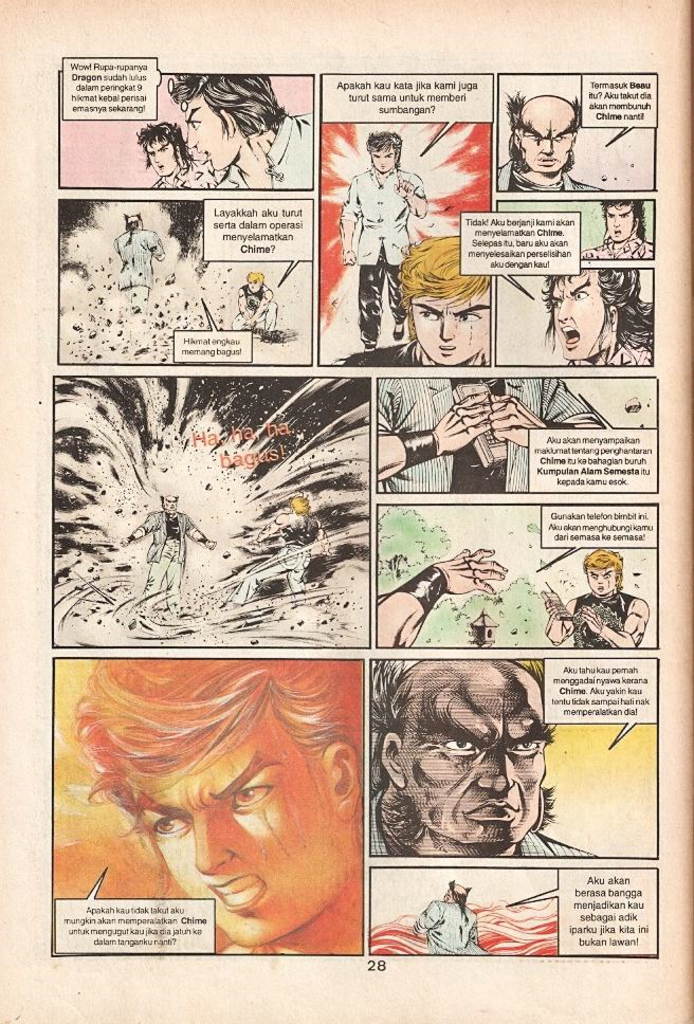 Wow! Rupa-rupanya
Dragon sudah lulus
dalam peringkat 9
hikmat kebal perisai
emasnya sekarang!
Apakah kau kata jika kami juga
turut sama untuk memberi
sumbangan?
Termasuk Beau
itu? Aku takut dia
akan membunuh
Chime nanti!
Layakkah aku turut
serta dalam operasi
menyelamatkan
Chime?
Hikmat engkau
memang bagus!
Tidak! Aku berjanji kami akan
menyelamatkan Chime.
Selepas itu, baru aku akan
menyelesaikan perselisihan
aku dengan kau!
Ha, ha, ha...
bagus!
Aku akan menyampaikan
maklumat tentang penghantaran
Chime itu ke bahagian buruh
Kumpulan Alam Semesta itu
kepada kamu esok.
Gunakan telefon bimbit ini.
Aku akan menghubungi kamu
dari semasa ke semasa!
Apakah kau tidak takut aku
mungkin akan memperalatkan Chime
untuk mengugut kau jika dia jatuh ke
dalam tanganku nanti?
Aku tahu kau pernah
menggadai nyawa kerana
Chime. Aku yakin kau
tentu tidak sampai hati nak
memperalatkan dia!
Aku akan
berasa bangga
menjadikan kau
sebagai adik
iparku jika kita ini
bukan lawan!
28